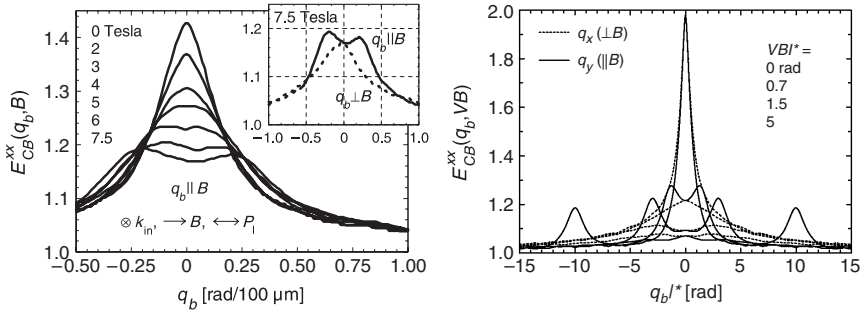 1.4
1.3
1.2
1.1
1.0
E^{xx}_{CB}(q_b,B)
0 Tesla
2
3
4
5
6
7.5
q_b || B
⊗ k_in, → B, ↔ P_l
−0.50 −0.25 0 0.25 0.50 0.75 1.00
q_b [rad/100 µm]
7.5 Tesla
1.2
1.1
1.0
q_b||B
q_b⊥B
−1.0 −0.5 0 0.5 1.0
2.0
1.8
1.6
1.4
1.2
1.0
E^{xx}_{CB}(q_b,VB)
q_x (⊥B)
q_y (||B)
VBl* =
0 rad
0.7
1.5
5
−15 −10 −5 0 5 10 15
q_b l* [rad]